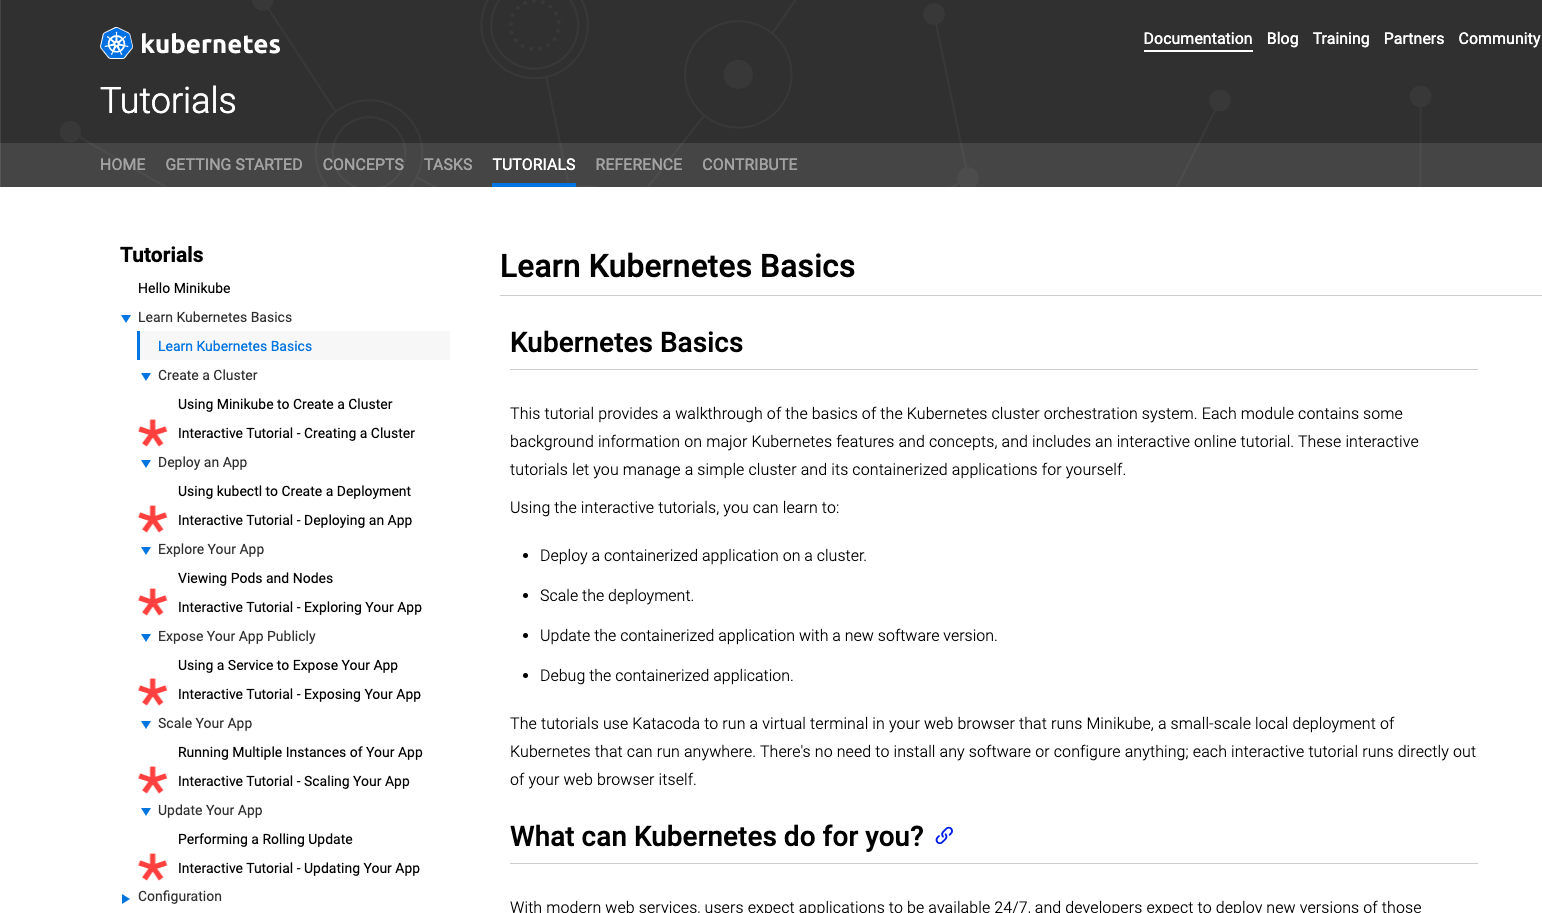 kubernetes
Documentation Blog Training Partners Community
Tutorials
HOME GETTING STARTED CONCEPTS TASKS TUTORIALS REFERENCE CONTRIBUTE
Tutorials
Hello Minikube
Learn Kubernetes Basics
Learn Kubernetes Basics
Create a Cluster
Using Minikube to Create a Cluster
Interactive Tutorial - Creating a Cluster
Deploy an App
Using kubectl to Create a Deployment
Interactive Tutorial - Deploying an App
Explore Your App
Viewing Pods and Nodes
Interactive Tutorial - Exploring Your App
Expose Your App Publicly
Using a Service to Expose Your App
Interactive Tutorial - Exposing Your App
Scale Your App
Running Multiple Instances of Your App
Interactive Tutorial - Scaling Your App
Update Your App
Performing a Rolling Update
Interactive Tutorial - Updating Your App
Configuration
Learn Kubernetes Basics
Kubernetes Basics
This tutorial provides a walkthrough of the basics of the Kubernetes cluster orchestration system. Each module contains some
background information on major Kubernetes features and concepts, and includes an interactive online tutorial. These interactive
tutorials let you manage a simple cluster and its containerized applications for yourself.
Using the interactive tutorials, you can learn to:
• Deploy a containerized application on a cluster.
• Scale the deployment.
• Update the containerized application with a new software version.
• Debug the containerized application.
The tutorials use Katacoda to run a virtual terminal in your web browser that runs Minikube, a small-scale local deployment of
Kubernetes that can run anywhere. There's no need to install any software or configure anything; each interactive tutorial runs directly out
of your web browser itself.
What can Kubernetes do for you?
With modern web services, users expect applications to be available 24/7, and developers expect to deploy new versions of those